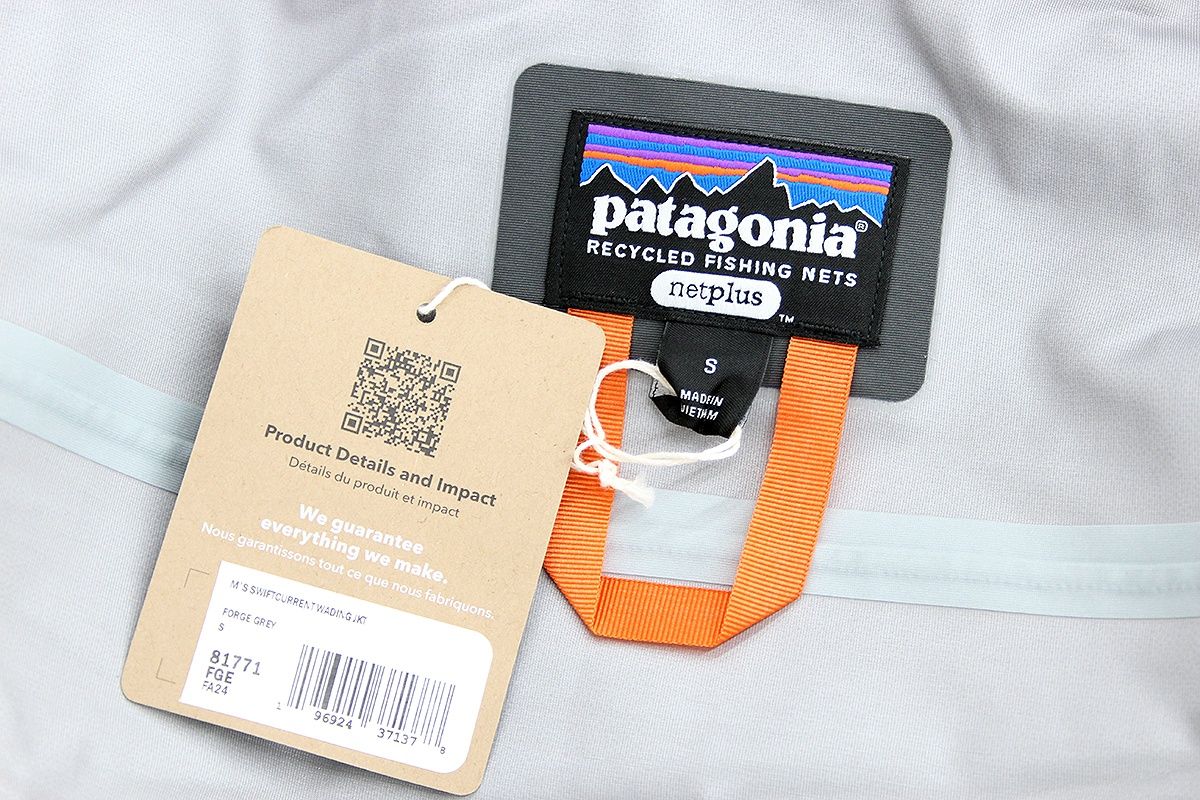 patagonia®
RECYCLED FISHING NETS
netplus
™
S
MADE IN
VIETNAM
Product Details and Impact
Détails du produit et impact
We guarantee
everything we make.
Nous garantissons tout ce que nous fabriquons.
M'S SWIFTCURRENT WADING JKT
FORGE GREY
S
81771
FGE
FA24
1 96924 37137 8